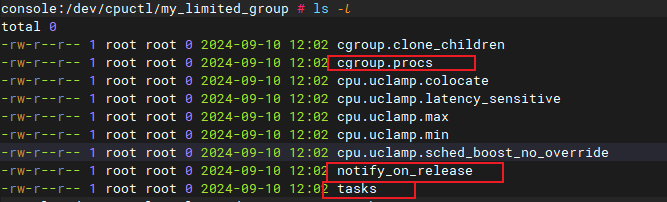 console:/dev/cpuctl/my_limited_group # ls -l
total 0
-rw-r--r-- 1 root root 0 2024-09-10 12:02 cgroup.clone_children
-rw-r--r-- 1 root root 0 2024-09-10 12:02 cgroup.procs
-rw-r--r-- 1 root root 0 2024-09-10 12:02 cpu.uclamp.colocate
-rw-r--r-- 1 root root 0 2024-09-10 12:02 cpu.uclamp.latency_sensitive
-rw-r--r-- 1 root root 0 2024-09-10 12:02 cpu.uclamp.max
-rw-r--r-- 1 root root 0 2024-09-10 12:02 cpu.uclamp.min
-rw-r--r-- 1 root root 0 2024-09-10 12:02 cpu.uclamp.sched_boost_no_override
-rw-r--r-- 1 root root 0 2024-09-10 12:02 notify_on_release
-rw-r--r-- 1 root root 0 2024-09-10 12:02 tasks